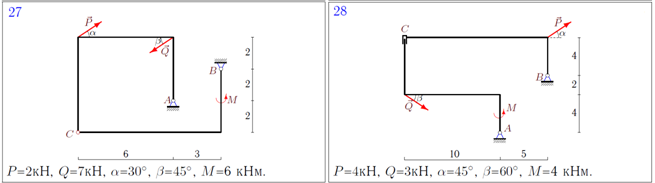 27
P⃗
α
β
Q⃗
2
B
2
A
M
2
C
6
3
P=2кН, Q=7кН, α=30°, β=45°, M=6 кНм.
28
C
P⃗
α
4
B
2
Q⃗
β
M
4
A
10
5
P=4кН, Q=3кН, α=45°, β=60°, M=4 кНм.